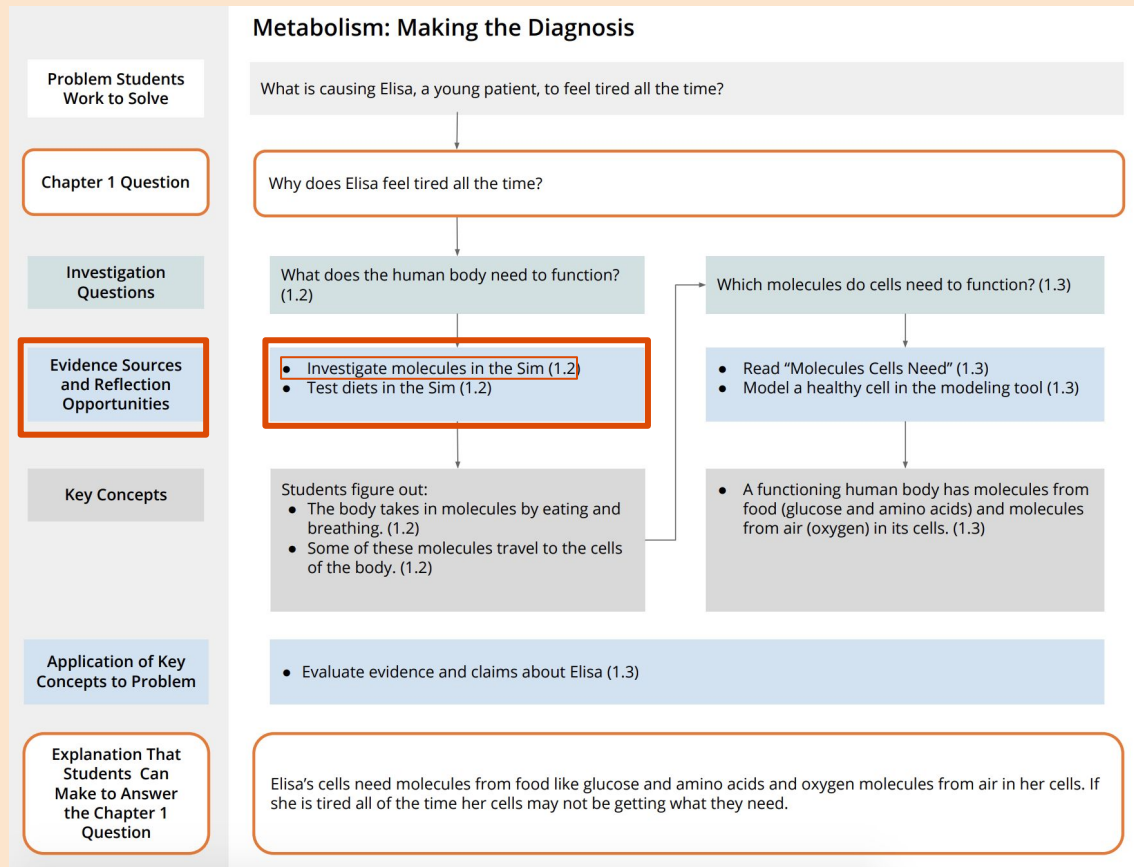 Metabolism: Making the Diagnosis
Problem Students
Work to Solve
What is causing Elisa, a young patient, to feel tired all the time?
Chapter 1 Question
Why does Elisa feel tired all the time?
Investigation
Questions
What does the human body need to function?
(1.2)
Which molecules do cells need to function? (1.3)
Evidence Sources
and Reflection
Opportunities
● Investigate molecules in the Sim (1.2)
● Test diets in the Sim (1.2)
● Read “Molecules Cells Need” (1.3)
● Model a healthy cell in the modeling tool (1.3)
Key Concepts
Students figure out:
● The body takes in molecules by eating and
breathing. (1.2)
● Some of these molecules travel to the cells
of the body. (1.2)
● A functioning human body has molecules from
food (glucose and amino acids) and molecules
from air (oxygen) in its cells. (1.3)
Application of Key
Concepts to Problem
● Evaluate evidence and claims about Elisa (1.3)
Explanation That
Students Can
Make to Answer
the Chapter 1
Question
Elisa’s cells need molecules from food like glucose and amino acids and oxygen molecules from air in her cells. If
she is tired all of the time her cells may not be getting what they need.